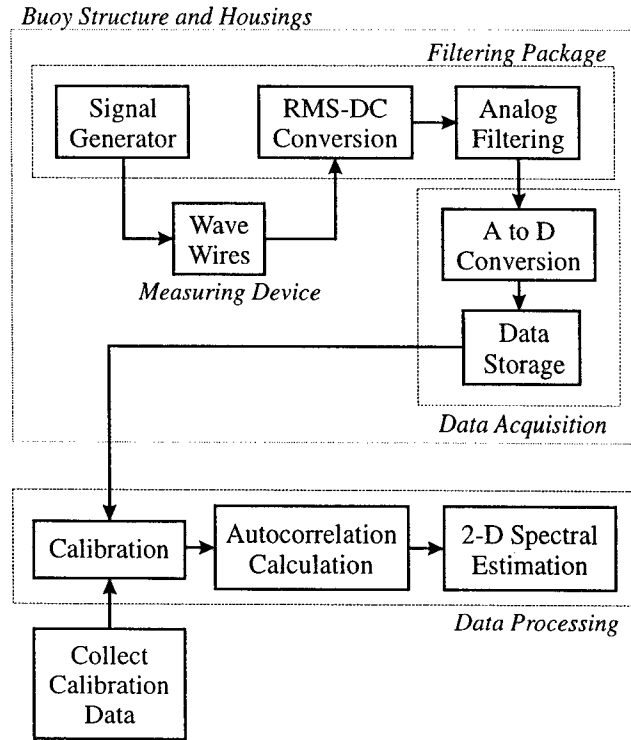 Buoy Structure and Housings
Filtering Package
Signal
Generator
RMS-DC
Conversion
Analog
Filtering
Wave
Wires
Measuring Device
A to D
Conversion
Data
Storage
Data Acquisition
Calibration
Autocorrelation
Calculation
2-D Spectral
Estimation
Data Processing
Collect
Calibration
Data